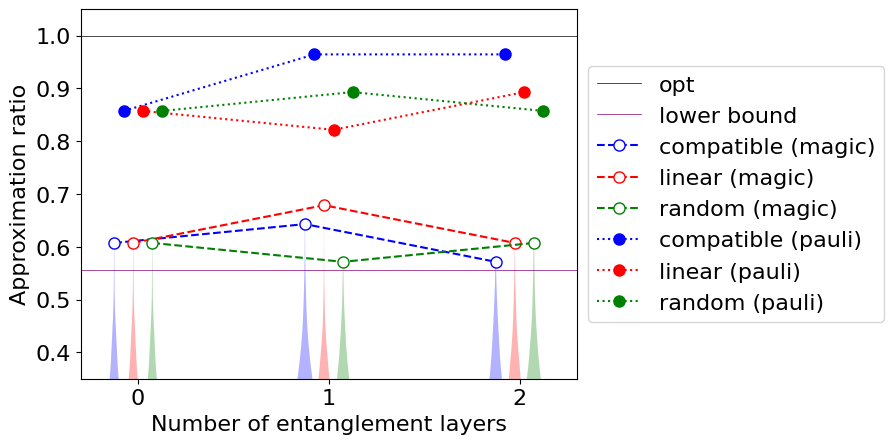 1.0
0.9
0.8
0.7
0.6
0.5
0.4
Approximation ratio
0 1 2
Number of entanglement layers
opt
lower bound
compatible (magic)
linear (magic)
random (magic)
compatible (pauli)
linear (pauli)
random (pauli)